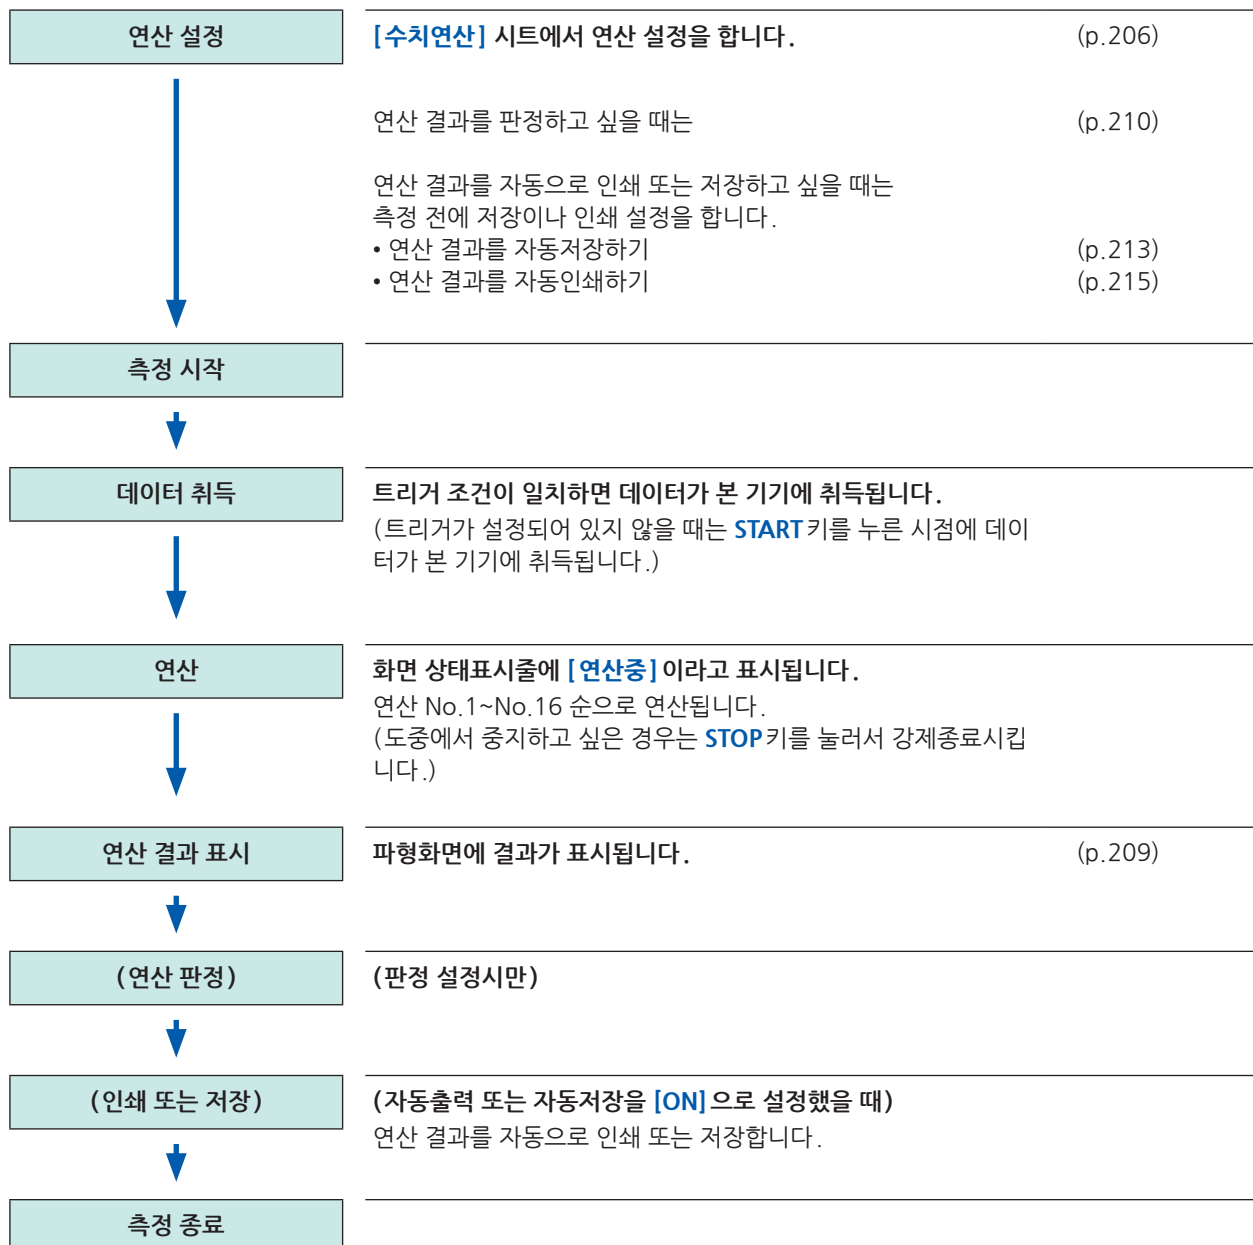 연산 설정
[수치연산] 시트에서 연산 설정을 합니다. (p.206)
연산 결과를 판정하고 싶을 때는 (p.210)
연산 결과를 자동으로 인쇄 또는 저장하고 싶을 때는
측정 전에 저장이나 인쇄 설정을 합니다.
• 연산 결과를 자동저장하기 (p.213)
• 연산 결과를 자동인쇄하기 (p.215)
측정 시작
데이터 취득
트리거 조건이 일치하면 데이터가 본 기기에 취득됩니다.
(트리거가 설정되어 있지 않을 때는 START키를 누른 시점에 데이
터가 본 기기에 취득됩니다.)
연산
화면 상태표시줄에 [연산중]이라고 표시됩니다.
연산 No.1~No.16 순으로 연산됩니다.
(도중에서 중지하고 싶은 경우는 STOP키를 눌러서 강제종료시킵
니다.)
연산 결과 표시
파형화면에 결과가 표시됩니다. (p.209)
(연산 판정)
(판정 설정시만)
(인쇄 또는 저장)
(자동출력 또는 자동저장을 [ON]으로 설정했을 때)
연산 결과를 자동으로 인쇄 또는 저장합니다.
측정 종료